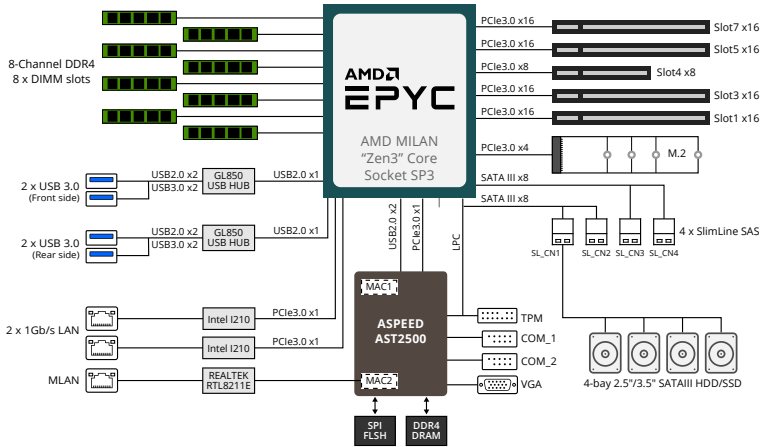 8-Channel DDR4
8 x DIMM slots
AMD
EPYC
AMD MILAN
“Zen3” Core
Socket SP3
PCIe3.0 x16
Slot7 x16
PCIe3.0 x16
Slot5 x16
PCIe3.0 x8
Slot4 x8
PCIe3.0 x16
Slot3 x16
PCIe3.0 x16
Slot1 x16
PCIe3.0 x4
M.2
SATA III x8
SATA III x8
4 x SlimLine SAS
SL_CN1
SL_CN2
SL_CN3
SL_CN4
2 x USB 3.0
(Front side)
USB2.0 x2
USB3.0 x2
GL850
USB HUB
USB2.0 x1
2 x USB 3.0
(Rear side)
USB2.0 x2
USB3.0 x2
GL850
USB HUB
USB2.0 x1
USB2.0 x2
PCIe3.0 x1
LPC
2 x 1Gb/s LAN
Intel I210
PCIe3.0 x1
Intel I210
PCIe3.0 x1
MLAN
REALTEK
RTL8211E
MAC1
ASPEED
AST2500
MAC2
TPM
COM_1
COM_2
VGA
4-bay 2.5"/3.5" SATAIII HDD/SSD
SPI
FLSH
DDR4
DRAM